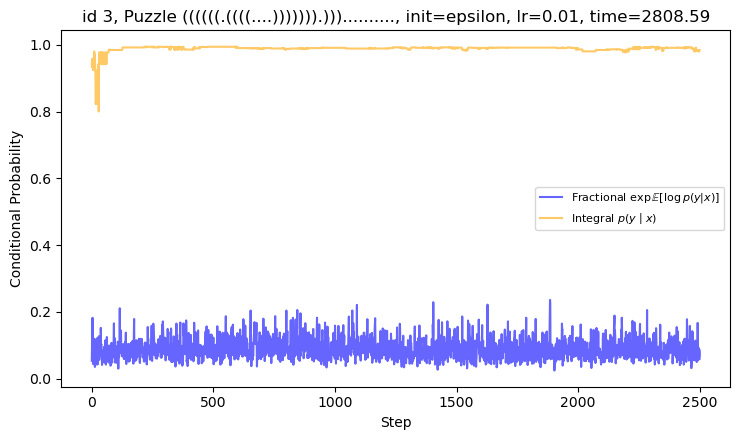 id 3, Puzzle ((((((.((((....))))))).))).........., init=epsilon, lr=0.01, time=2808.59
1.0
0.8
0.6
0.4
0.2
0.0
Conditional Probability
Fractional exp𝔼[log p(y|x)]
Integral p(y | x)
0
500
1000
1500
2000
2500
Step